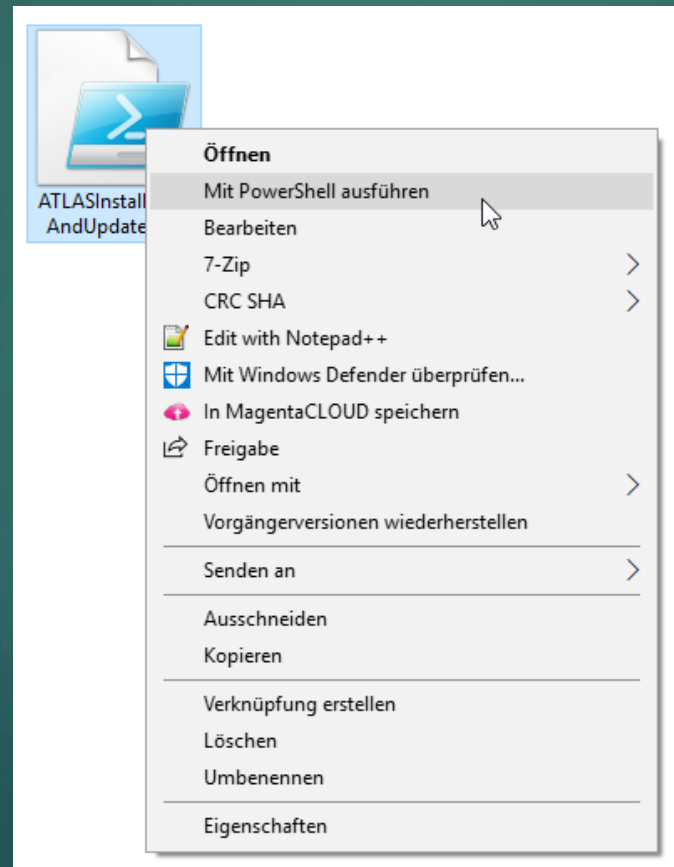 ATLASInstall
AndUpdate
Öffnen
Mit PowerShell ausführen
Bearbeiten
7-Zip
CRC SHA
Edit with Notepad++
Mit Windows Defender überprüfen...
In MagentaCLOUD speichern
Freigabe
Öffnen mit
Vorgängerversionen wiederherstellen
Senden an
Ausschneiden
Kopieren
Verknüpfung erstellen
Löschen
Umbenennen
Eigenschaften